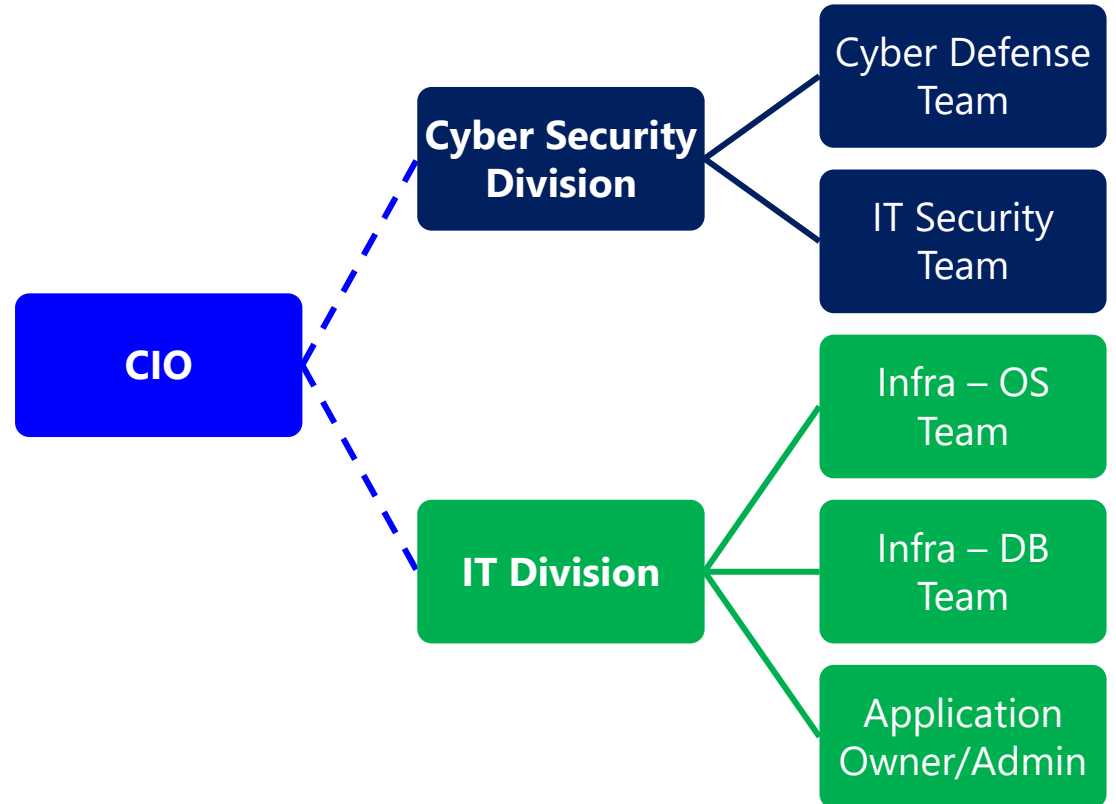 Cyber Defense
Team
Cyber Security
Division
IT Security
Team
CIO
Infra – OS
Team
IT Division
Infra – DB
Team
Application
Owner/Admin